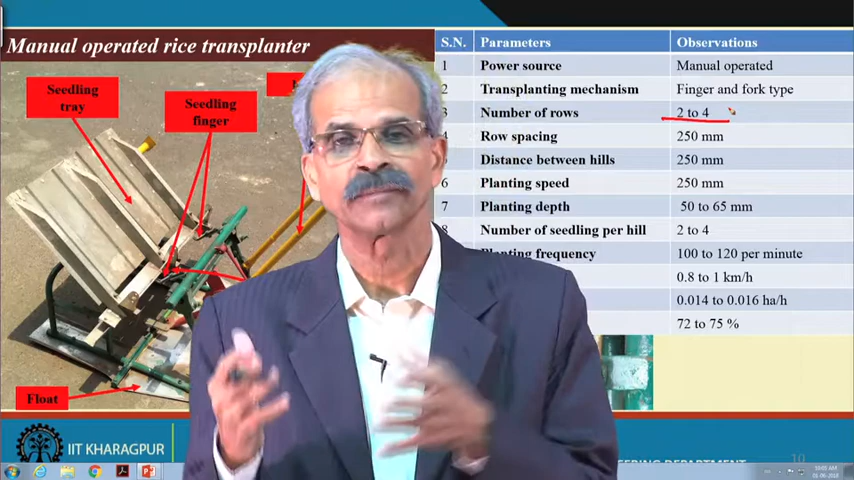 Manual operated rice transplanter
Seedling tray
Seedling finger
Float
S.N. Parameters Observations
1 Power source Manual operated
2 Transplanting mechanism Finger and fork type
3 Number of rows 2 to 4
4 Row spacing 250 mm
Distance between hills 250 mm
6 Planting speed 250 mm
7 Planting depth 50 to 65 mm
8 Number of seedling per hill 2 to 4
Planting frequency 100 to 120 per minute
0.8 to 1 km/h
0.014 to 0.016 ha/h
72 to 75 %
IIT KHARAGPUR
DEPARTMENT
10